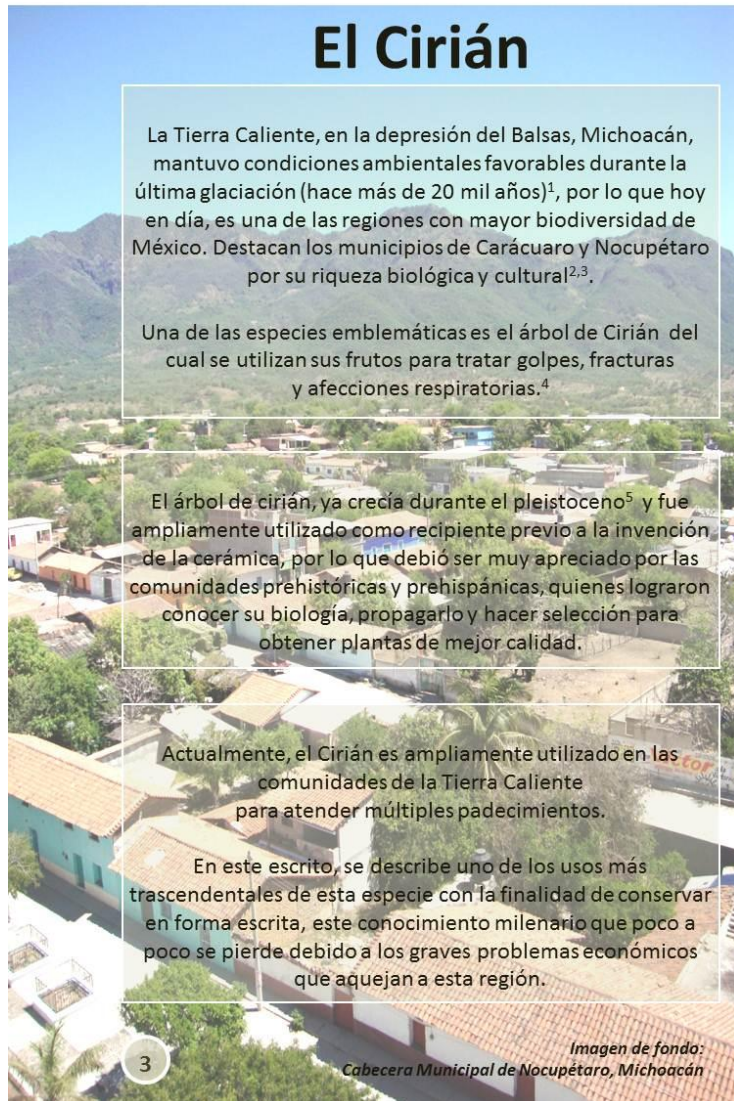 El Cirián
La Tierra Caliente, en la depresión del Balsas, Michoacán,
mantuvo condiciones ambientales favorables durante la
última glaciación (hace más de 20 mil años)¹, por lo que hoy
en día, es una de las regiones con mayor biodiversidad de
México. Destacan los municipios de Carácuaro y Nocupétaro
por su riqueza biológica y cultural²,³.
Una de las especies emblemáticas es el árbol de Cirián del
cual se utilizan sus frutos para tratar golpes, fracturas
y afecciones respiratorias.⁴
El árbol de cirián, ya crecía durante el pleistoceno⁵ y fue
ampliamente utilizado como recipiente previo a la invención
de la cerámica, por lo que debió ser muy apreciado por las
comunidades prehistóricas y prehispánicas, quienes lograron
conocer su biología, propagarlo y hacer selección para
obtener plantas de mejor calidad.
Actualmente, el Cirián es ampliamente utilizado en las
comunidades de la Tierra Caliente
para atender múltiples padecimientos.
En este escrito, se describe uno de los usos más
trascendentales de esta especie con la finalidad de conservar
en forma escrita, este conocimiento milenario que poco a
poco se pierde debido a los graves problemas económicos
que aquejan a esta región.
3
Imagen de fondo:
Cabecera Municipal de Nocupétaro, Michoacán